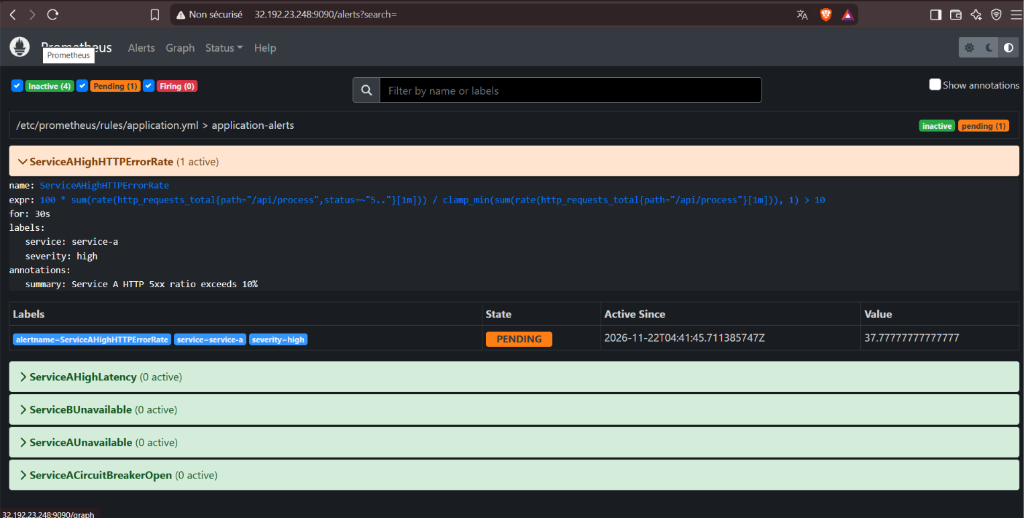 Non sécurisé 32.192.23.248:9090/alerts?search=
Prometheus Alerts Graph Status Help
Prometheus
Inactive (4) Pending (1) Firing (0) Filter by name or labels Show annotations
/etc/prometheus/rules/application.yml > application-alerts inactive pending (1)
ServiceAHighHTTPErrorRate (1 active)
name: ServiceAHighHTTPErrorRate
expr: 100 * sum(rate(http_requests_total{path="/api/process",status=~"5.."}[1m])) / clamp_min(sum(rate(http_requests_total{path="/api/process"}[1m])), 1) > 10
for: 30s
labels:
service: service-a
severity: high
annotations:
summary: Service A HTTP 5xx ratio exceeds 10%
Labels State Active Since Value
alertname=ServiceAHighHTTPErrorRate service=service-a severity=high PENDING 2026-11-22T04:41:45.711385747Z 37.77777777777777
ServiceAHighLatency (0 active)
ServiceBUnavailable (0 active)
ServiceAUnavailable (0 active)
ServiceACircuitBreakerOpen (0 active)
32.192.23.248:9090/graph